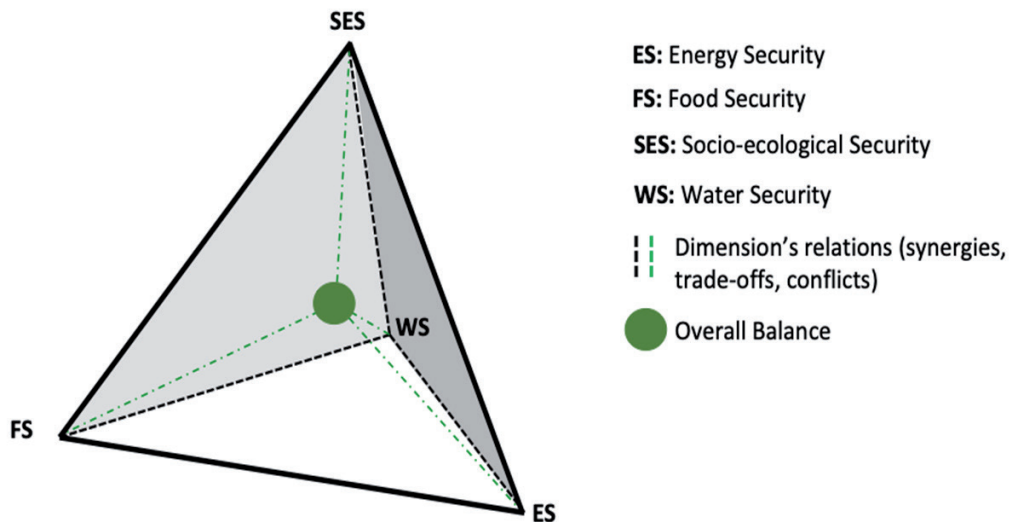 SES
ES: Energy Security
FS: Food Security
SES: Socio-ecological Security
WS: Water Security
Dimension’s relations (synergies,
trade-offs, conflicts)
Overall Balance
WS
FS
ES